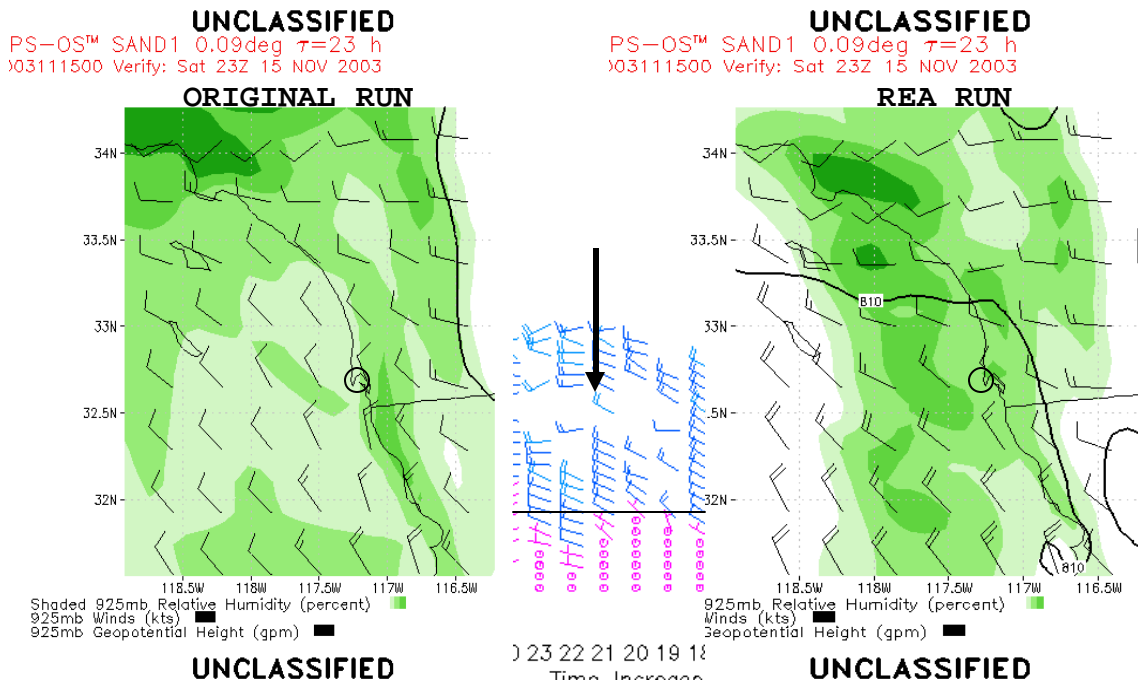 UNCLASSIFIED
PS-OS™ SAND1 0.09deg τ=23 h
003111500 Verify: Sat 23Z 15 NOV 2003
ORIGINAL RUN
34N
33.5N
33N
32.5N
32N
118.5W 118W 117.5W 117W 116.5W
Shaded 925mb Relative Humidity (percent)
925mb Winds (kts)
925mb Geopotential Height (gpm)
UNCLASSIFIED
23 22 21 20 19 18
UNCLASSIFIED
PS-OS™ SAND1 0.09deg τ=23 h
003111500 Verify: Sat 23Z 15 NOV 2003
REA RUN
34N
33.5N
33N
.5N
32N
810
810
118.5W 118W 117.5W 117W 116.5W
925mb Relative Humidity (percent)
Winds (kts)
Geopotential Height (gpm)
UNCLASSIFIED